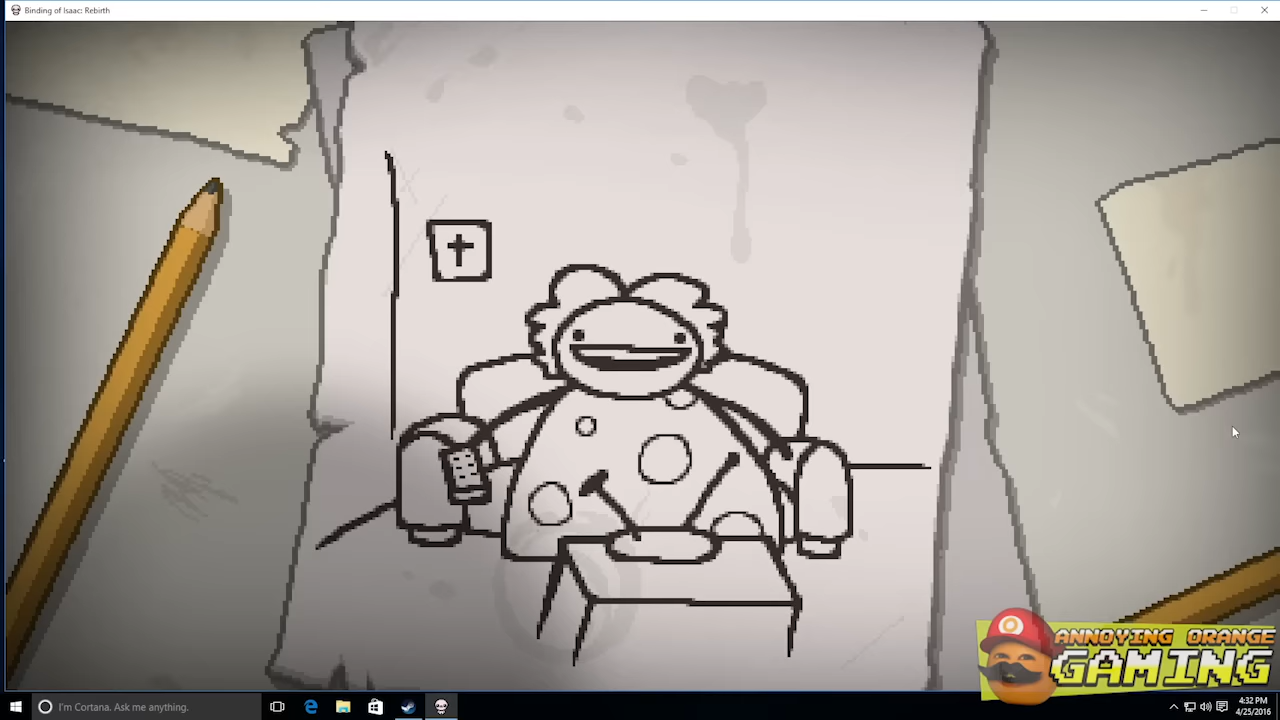 Binding of Isaac: Rebirth
ANNOYING ORANGE
GAMING
I'm Cortana. Ask me anything.
4:32 PM
4/25/2016